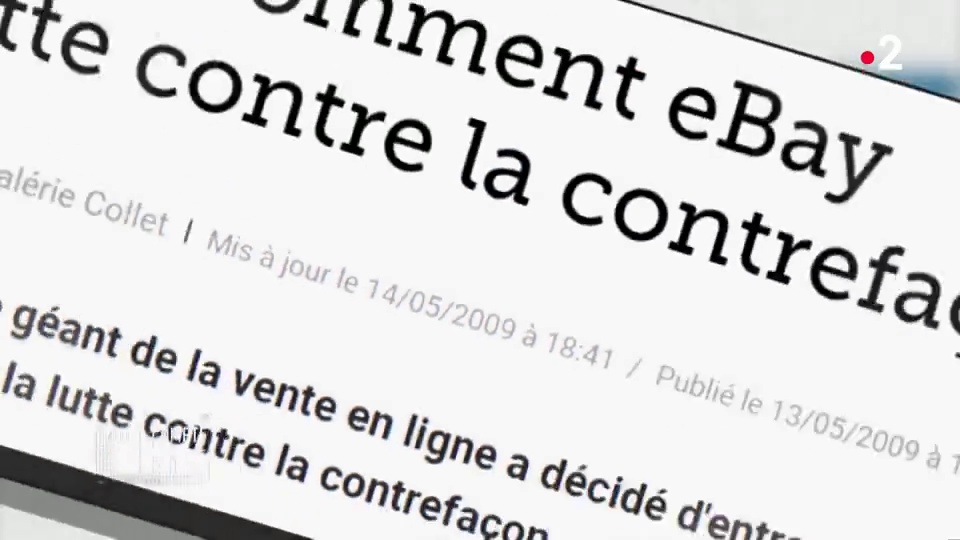 omment eBay
tte contre la contrefaç
alérie Collet | Mis à jour le 14/05/2009 à 18:41 / Publié le 13/05/2009 à 1
géant de la vente en ligne a décidé d'entr
la lutte contre la contrefaçon
2